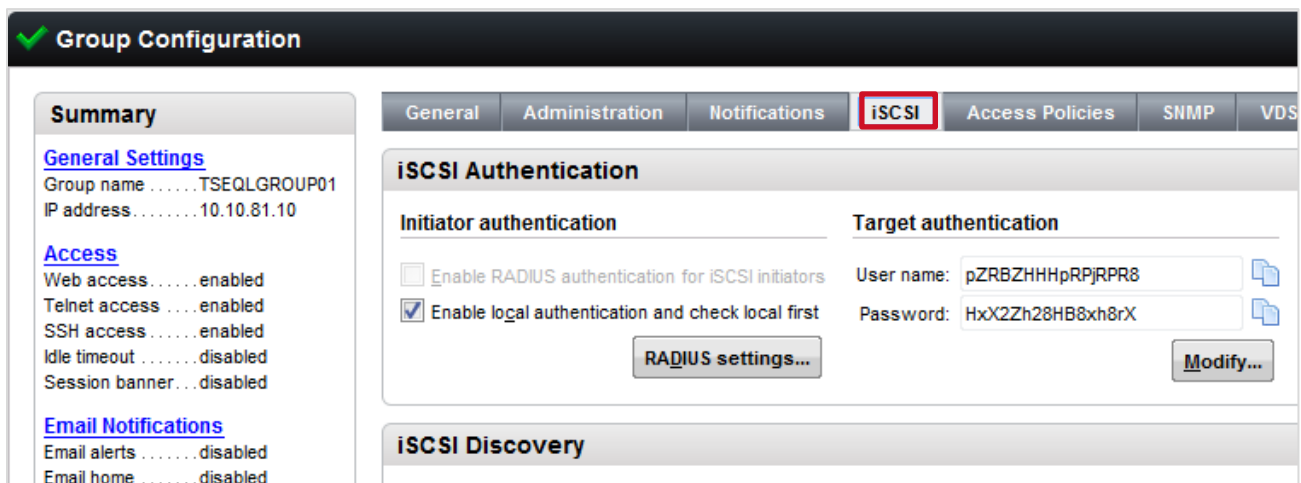 Group Configuration
Summary
General Settings
Group name ......TSEQLGROUP01
IP address........10.10.81.10
Access
Web access......enabled
Telnet access ....enabled
SSH access.......enabled
Idle timeout .......disabled
Session banner...disabled
Email Notifications
Email alerts .......disabled
Email home .......disabled
General Administration Notifications iSCSI Access Policies SNMP VDS
iSCSI Authentication
Initiator authentication
Enable RADIUS authentication for iSCSI initiators
Enable local authentication and check local first
RADIUS settings...
Target authentication
User name: pZRBZHHHpRPjRPR8
Password: HxX2Zh28HB8xh8rX
Modify...
iSCSI Discovery